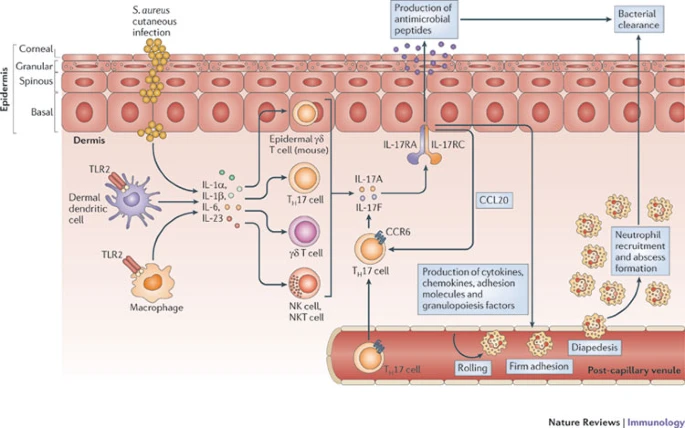 S. aureus
cutaneous
infection
Production of
antimicrobial
peptides
Bacterial
clearance
Epidermis
Corneal
Granular
Spinous
Basal
Dermis
Epidermal γδ
T cell (mouse)
IL-17RA
IL-17RC
TLR2
Dermal
dendritic
cell
IL-1α,
IL-1β,
IL-6,
IL-23
TH17 cell
IL-17A
IL-17F
CCL20
γδ T cell
CCR6
TH17 cell
TLR2
Macrophage
NK cell,
NKT cell
Production of cytokines,
chemokines, adhesion
molecules and
granulopoiesis factors
Neutrophil
recruitment
and abscess
formation
TH17 cell
Rolling
Firm adhesion
Diapedesis
Post-capillary venule
Nature Reviews | Immunology